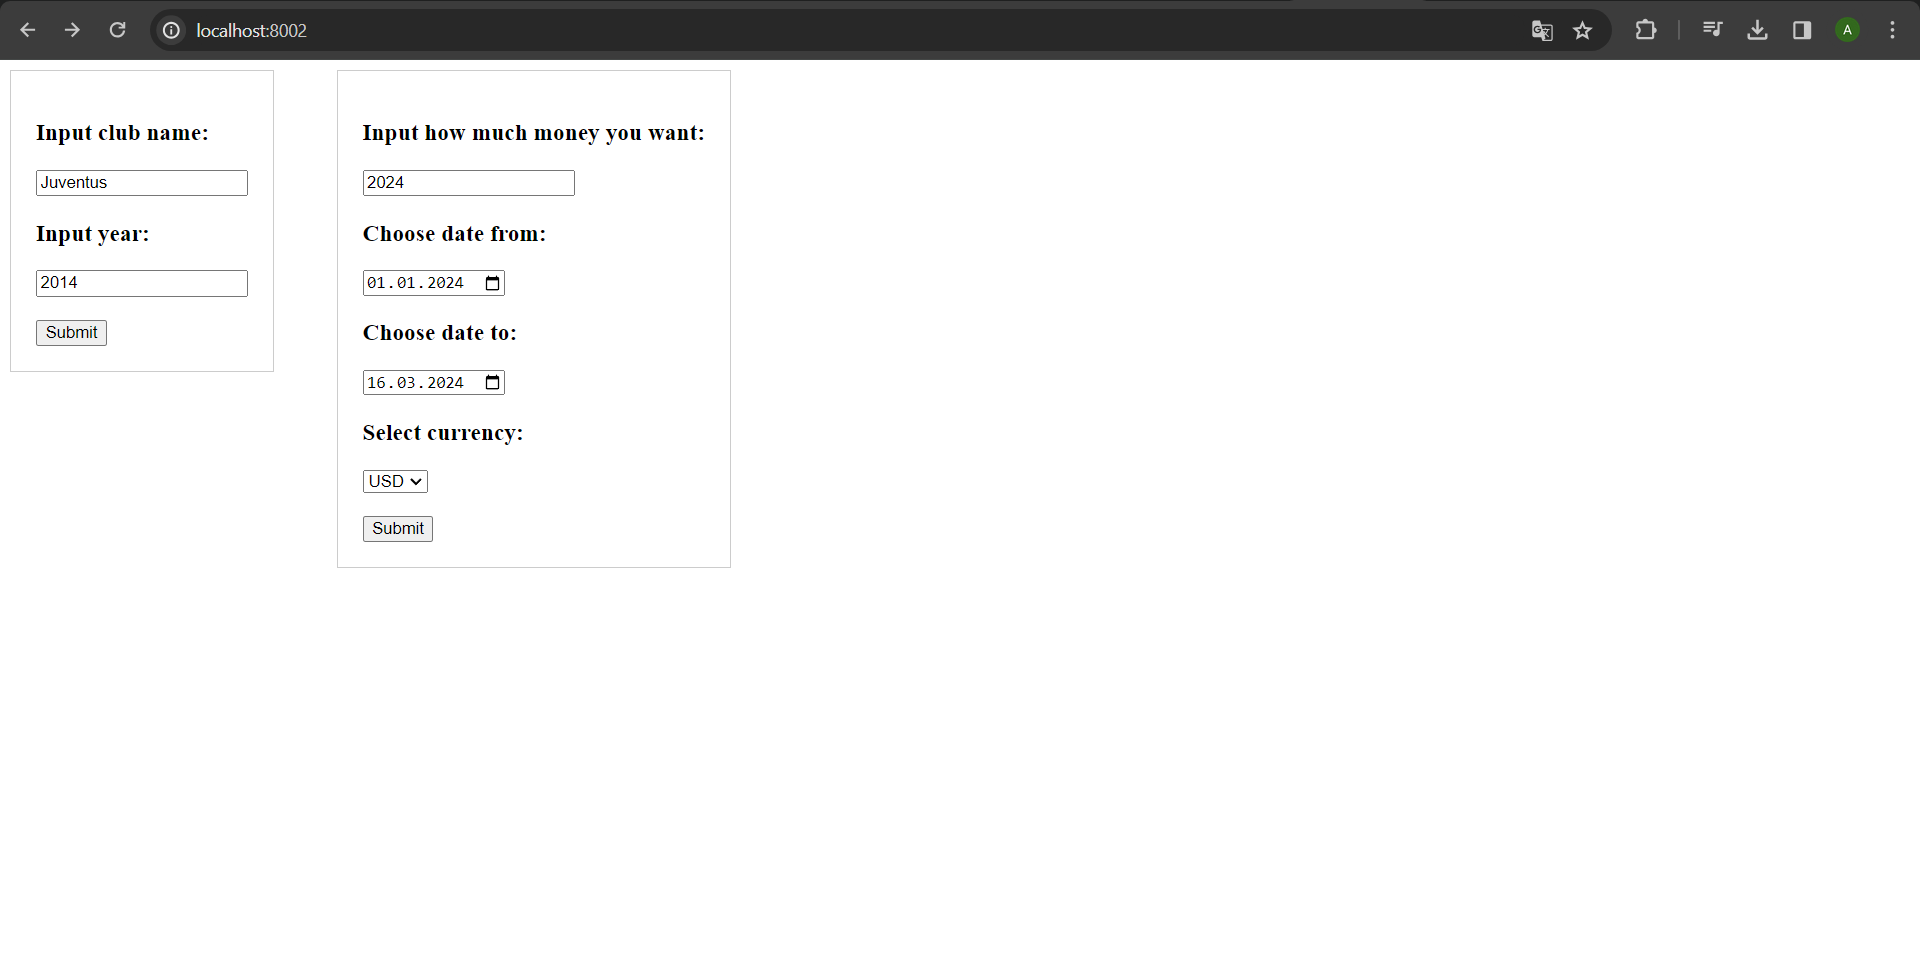 localhost:8002
A
Input club name:
Juventus
Input year:
2014
Submit
Input how much money you want:
2024
Choose date from:
01.01.2024
Choose date to:
16.03.2024
Select currency:
USD
Submit